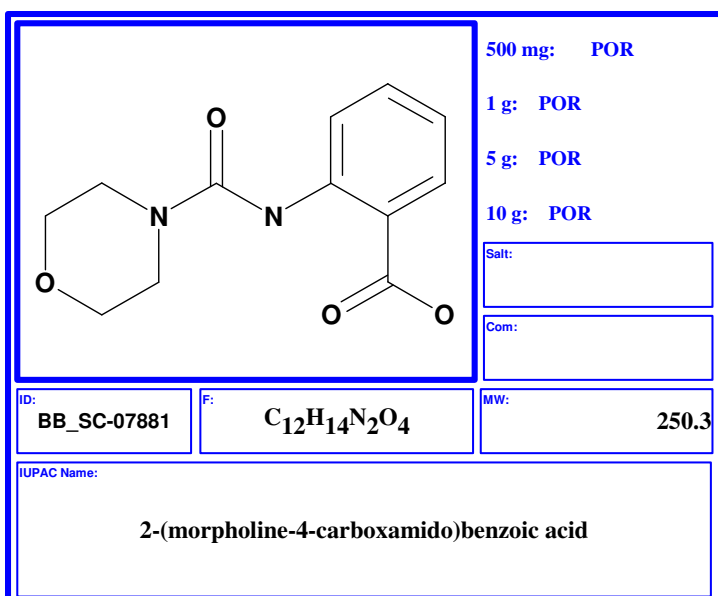 500 mg: POR
1 g: POR
5 g: POR
10 g: POR
O
N
N
O
O
O
Salt:
Com:
ID:
BB_SC-07881
F:
C12H14N2O4
MW:
250.3
IUPAC Name:
2-(morpholine-4-carboxamido)benzoic acid